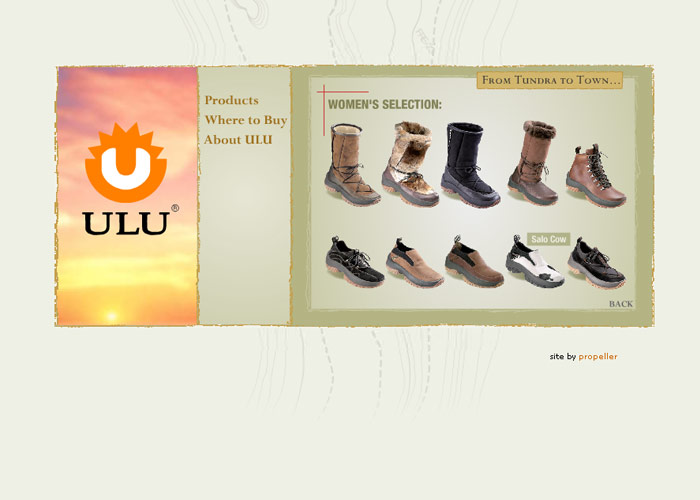 FROM TUNDRA TO TOWN...
WOMEN'S SELECTION:
Products
Where to Buy
About ULU
U
ULU®
Salo Cow
BACK
site by propeller